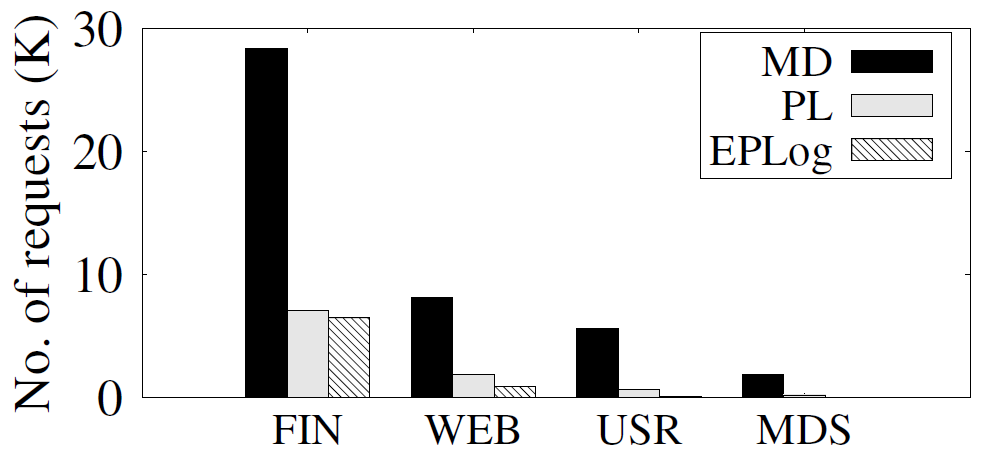 No. of requests (K)
30
20
10
0
MD
PL
EPLog
FIN WEB USR MDS